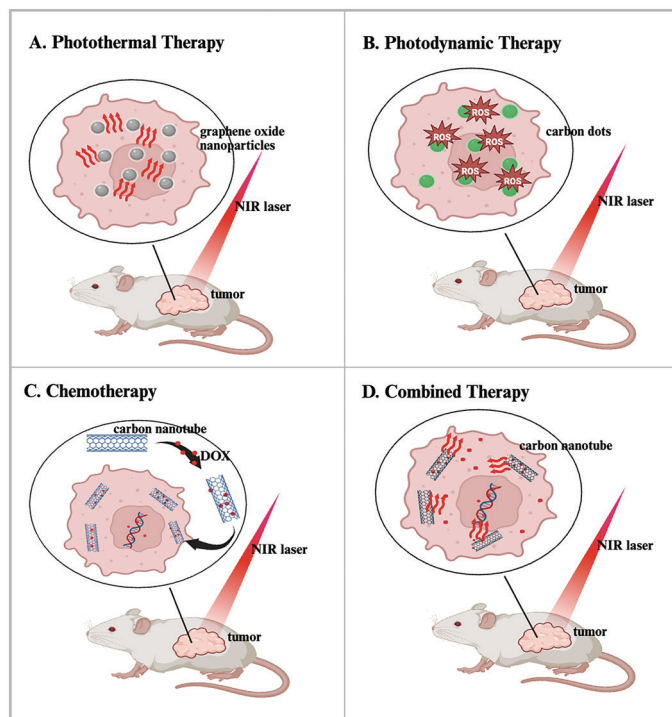 A. Photothermal Therapy
graphene oxide
nanoparticles
NIR laser
tumor
B. Photodynamic Therapy
ROS
ROS
ROS
ROS
ROS
carbon dots
NIR laser
tumor
C. Chemotherapy
carbon nanotube
DOX
NIR laser
tumor
D. Combined Therapy
carbon nanotube
NIR laser
tumor